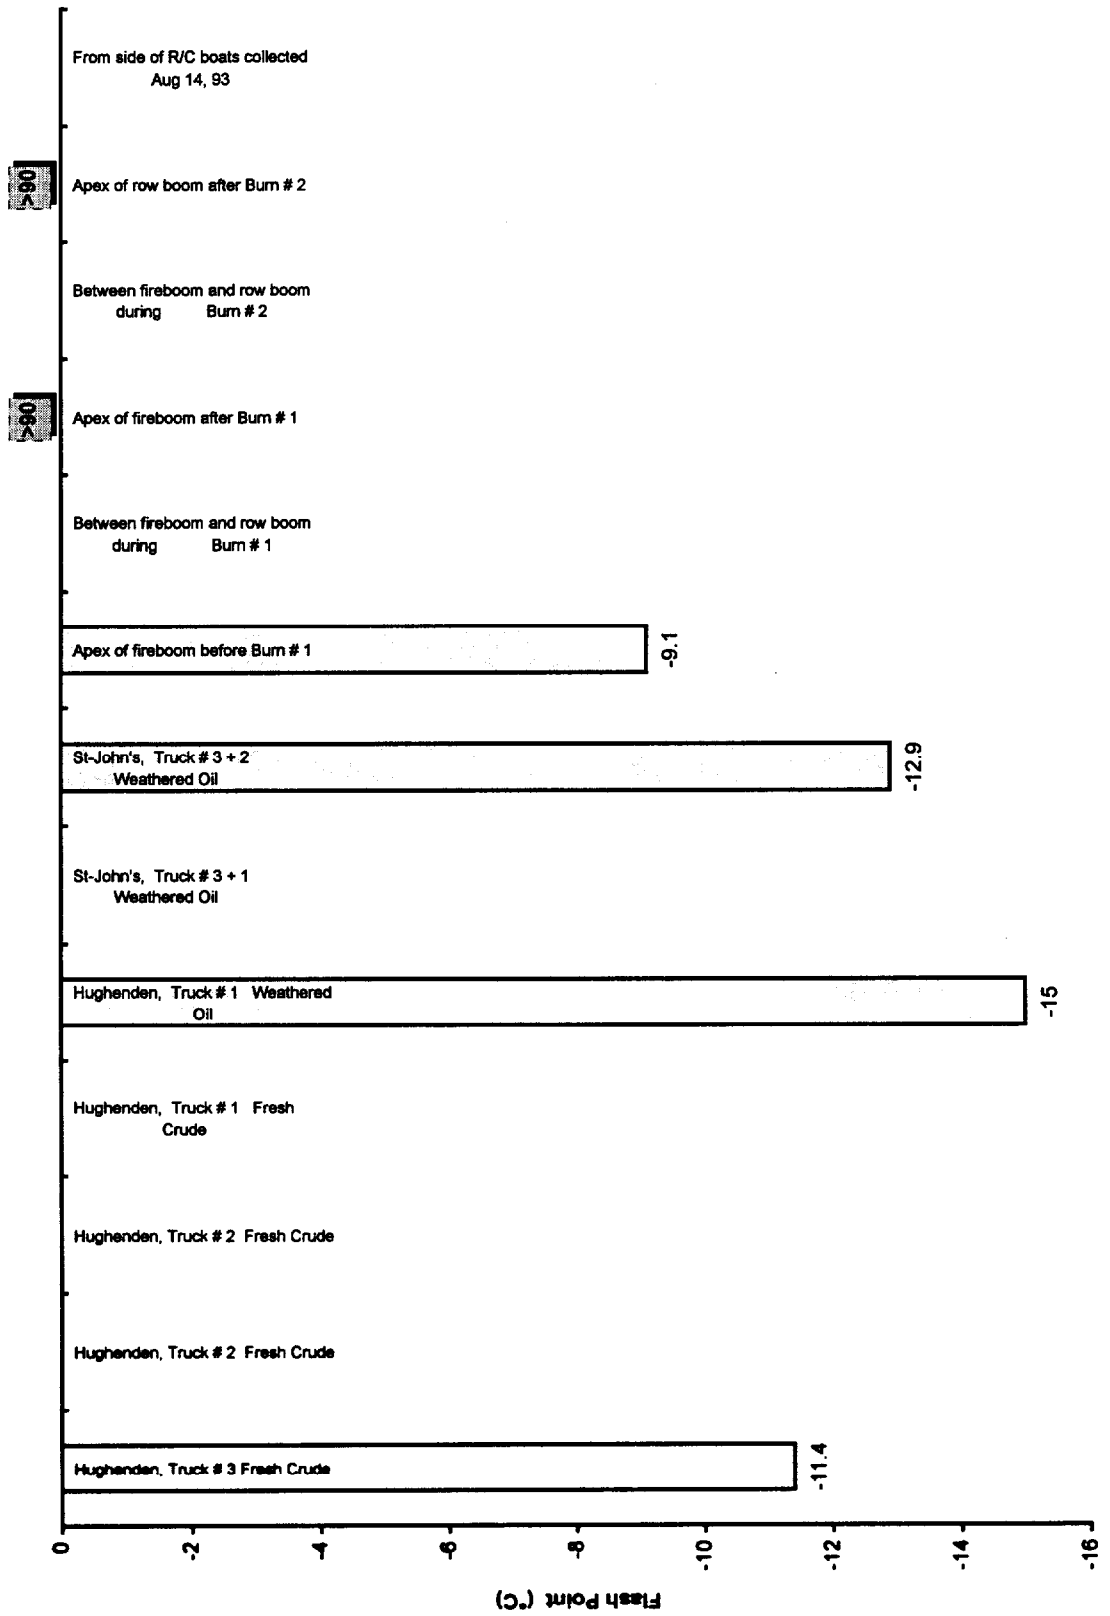 From side of R/C boats collected
Aug 14, 93
>90
Apex of row boom after Burn # 2
Between fireboom and row boom
during Burn # 2
>90
Apex of fireboom after Burn # 1
Between fireboom and row boom
during Burn # 1
Apex of fireboom before Burn # 1
-9.1
St-John's, Truck # 3 + 2
Weathered Oil
-12.9
St-John's, Truck # 3 + 1
Weathered Oil
Hughenden, Truck # 1 Weathered
Oil
-15
Hughenden, Truck # 1 Fresh
Crude
Hughenden, Truck # 2 Fresh Crude
Hughenden, Truck # 2 Fresh Crude
Hughenden, Truck # 3 Fresh Crude
-11.4
0
-2
-4
-6
-8
-10
-12
-14
-16
Flash Point (°C)